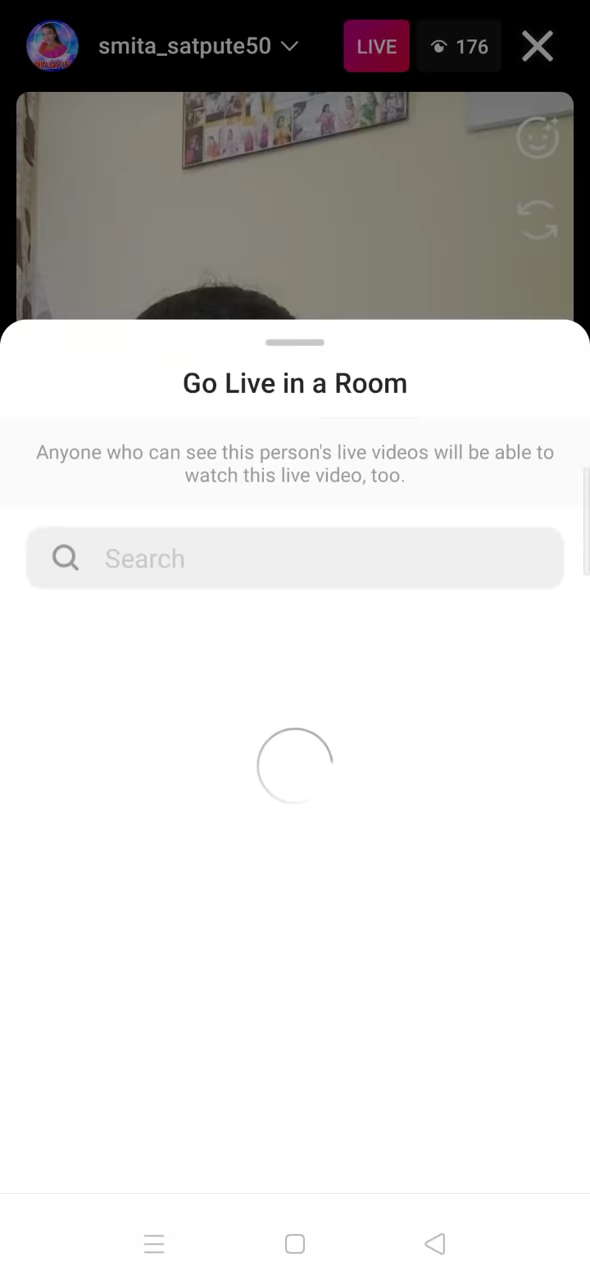 smita_satpute50
LIVE
176
Go Live in a Room
Anyone who can see this person's live videos will be able to
watch this live video, too.
Search